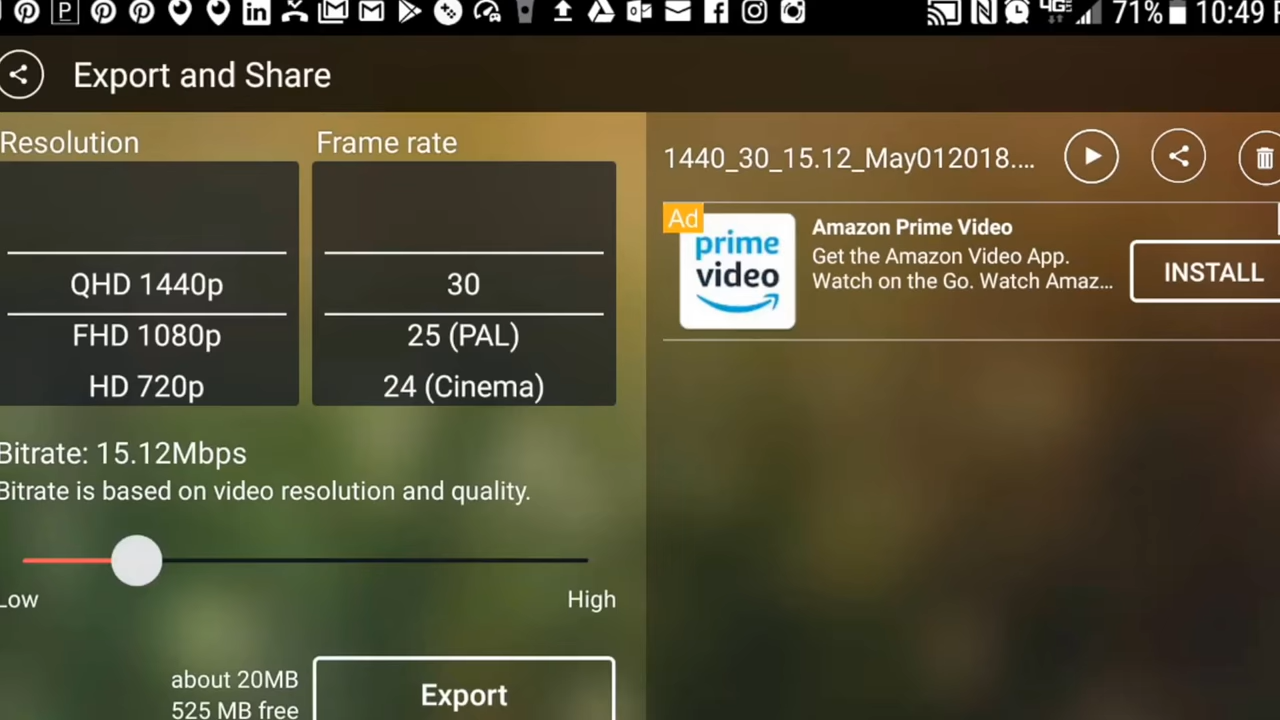 4GE 71% 10:49
Export and Share
Resolution
Frame rate
QHD 1440p
FHD 1080p
HD 720p
30
25 (PAL)
24 (Cinema)
Bitrate: 15.12Mbps
Bitrate is based on video resolution and quality.
Low
High
about 20MB
525 MB free
Export
1440_30_15.12_May012018....
Ad
prime
video
Amazon Prime Video
Get the Amazon Video App.
Watch on the Go. Watch Amaz...
INSTALL